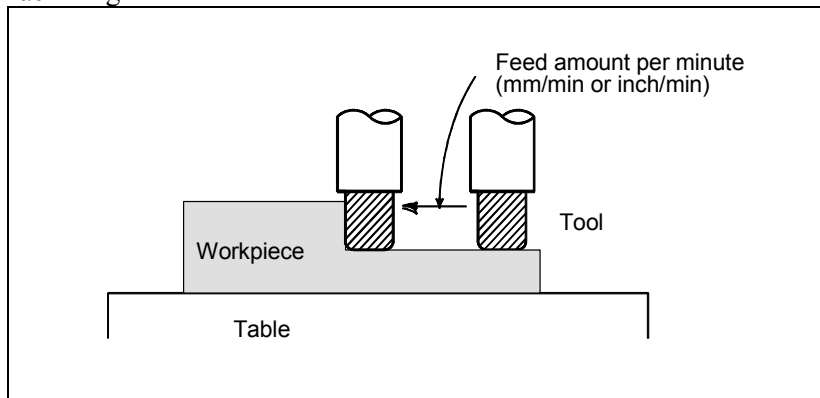 Feed amount per minute
(mm/min or inch/min)
Tool
Workpiece
Table